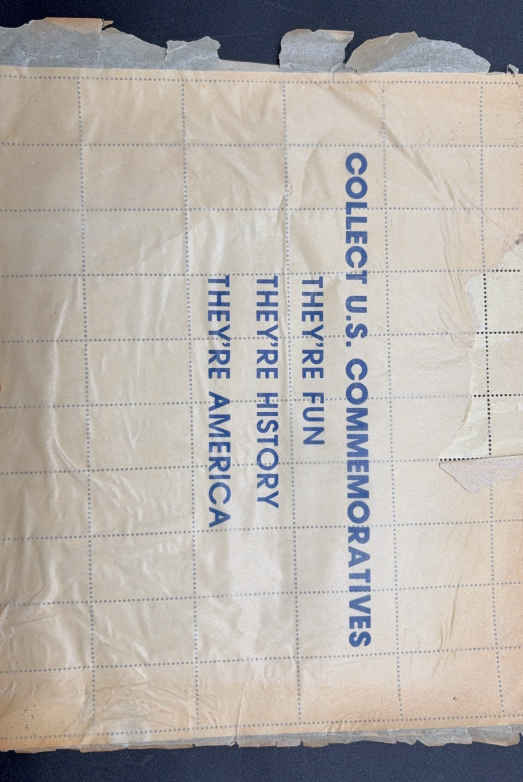 COLLECT U.S. COMMEMORATIVES
THEY'RE FUN
THEY'RE HISTORY
THEY'RE AMERICA